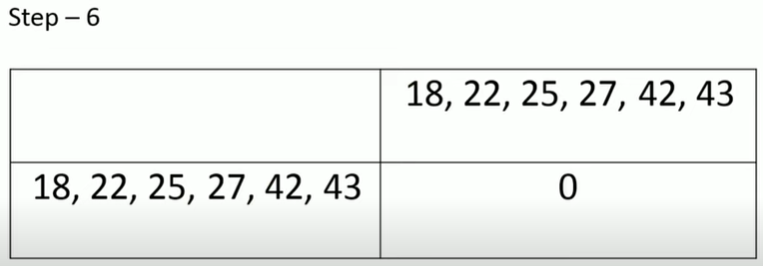 Step – 6
18, 22, 25, 27, 42, 43
18, 22, 25, 27, 42, 43
0